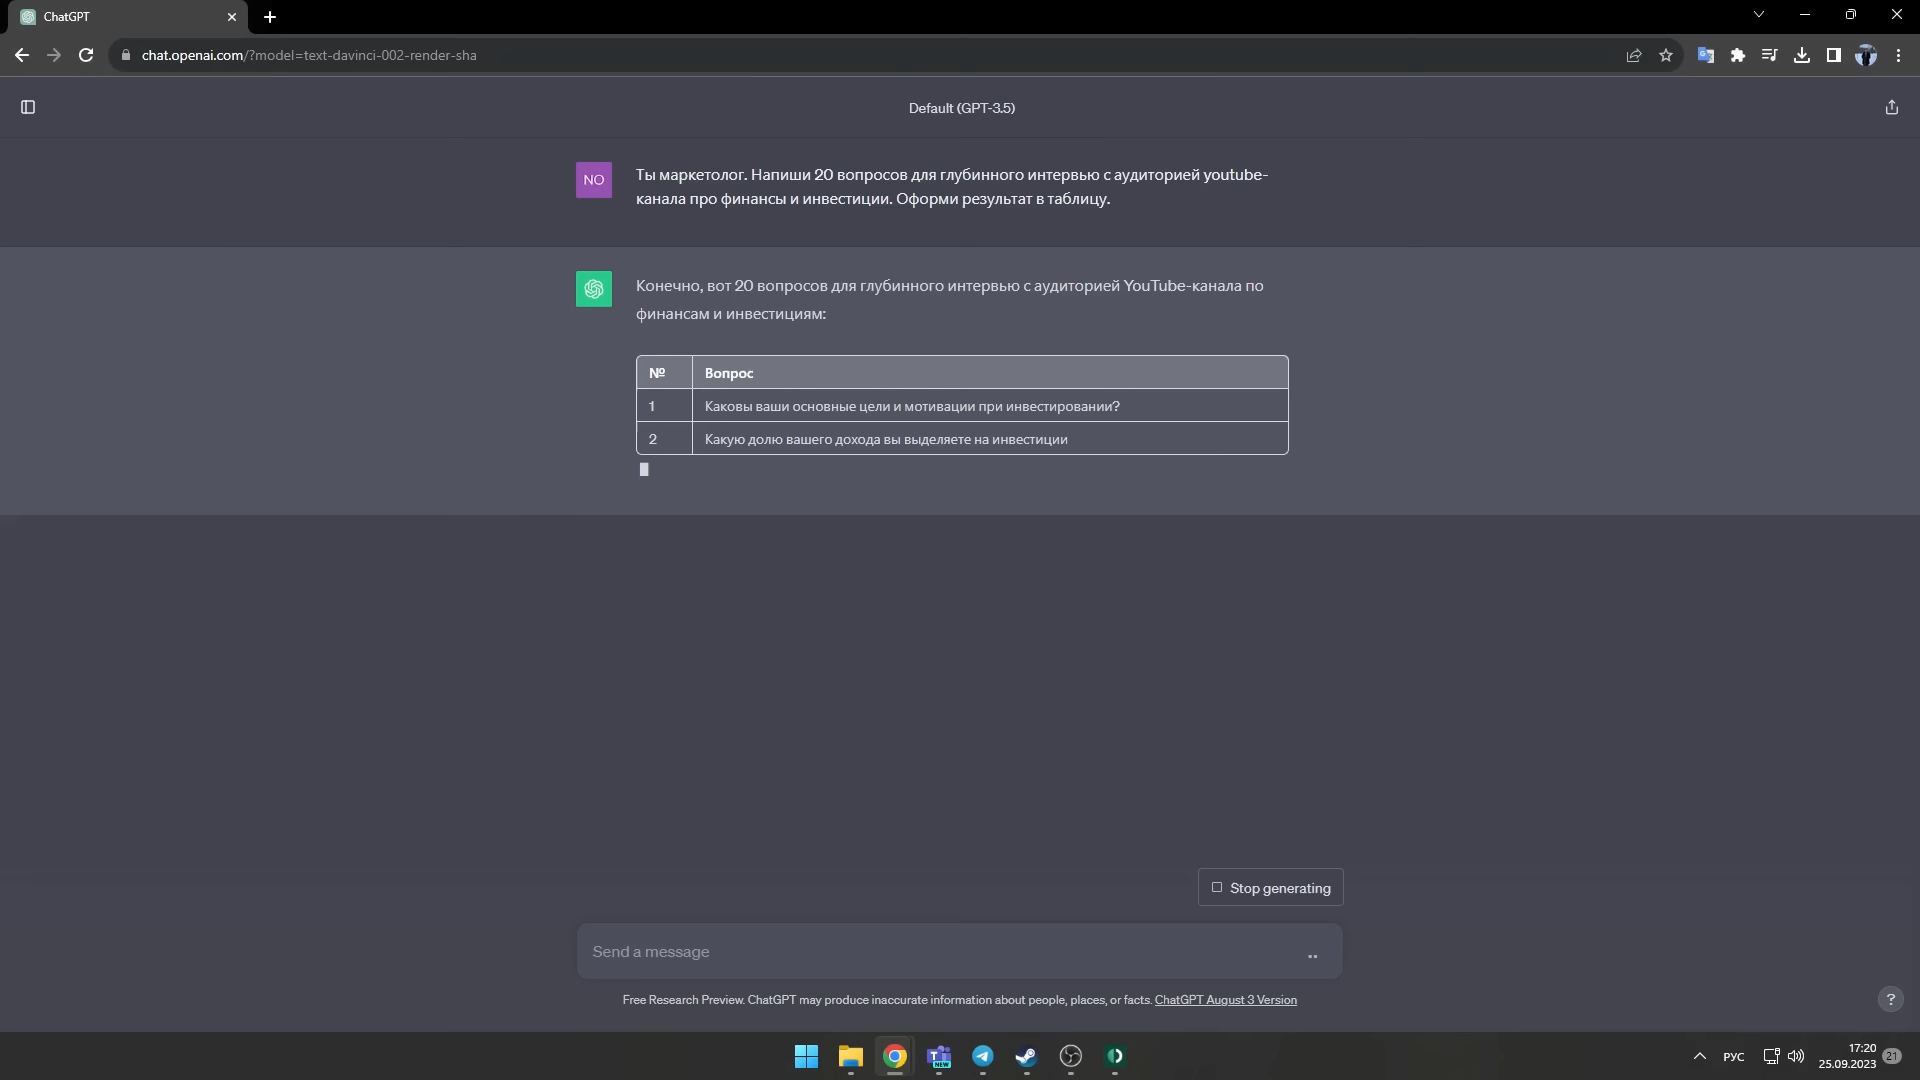 ChatGPT
chat.openai.com/?model=text-davinci-002-render-sha
Default (GPT-3.5)
NO
Ты маркетолог. Напиши 20 вопросов для глубинного интервью с аудиторией youtube-
канала про финансы и инвестиции. Оформи результат в таблицу.
Конечно, вот 20 вопросов для глубинного интервью с аудиторией YouTube-канала по
финансам и инвестициям:
№ Вопрос
1 Каковы ваши основные цели и мотивации при инвестировании?
2 Какую долю вашего дохода вы выделяете на инвестиции
Stop generating
Send a message
Free Research Preview. ChatGPT may produce inaccurate information about people, places, or facts. ChatGPT August 3 Version
?
NEW
РУС
17:20
25.09.2023
21